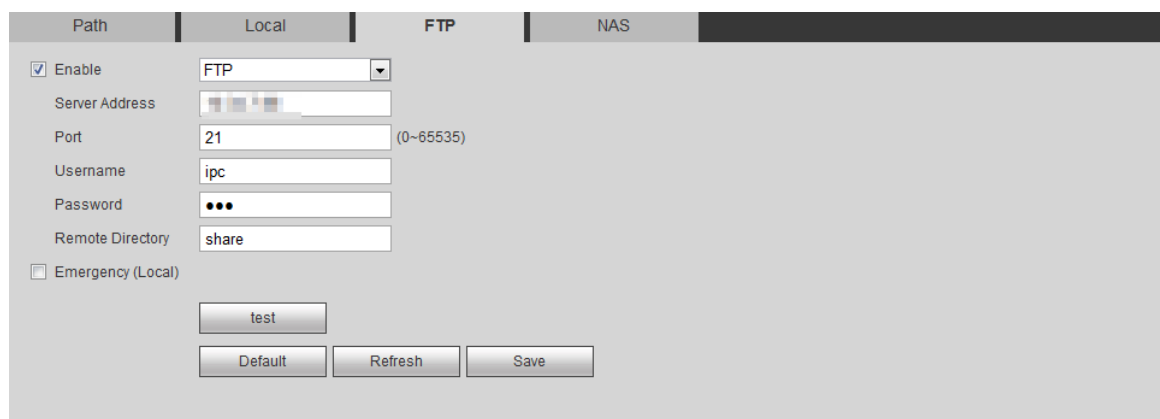 Path Local FTP NAS
Enable FTP
Server Address
Port 21 (0~65535)
Username ipc
Password ●●●
Remote Directory share
Emergency (Local)
test
Default Refresh Save